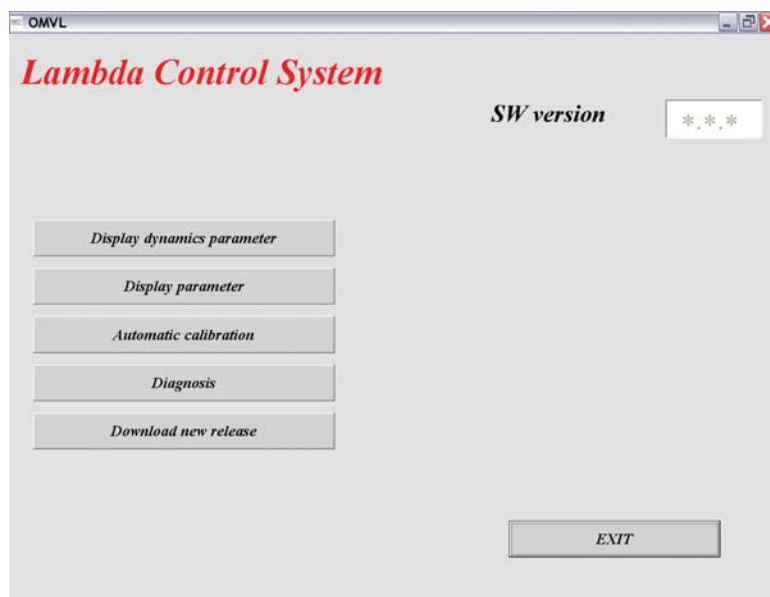 OMVL
Lambda Control System
SW version
*.*.*
Display dynamics parameter
Display parameter
Automatic calibration
Diagnosis
Download new release
EXIT